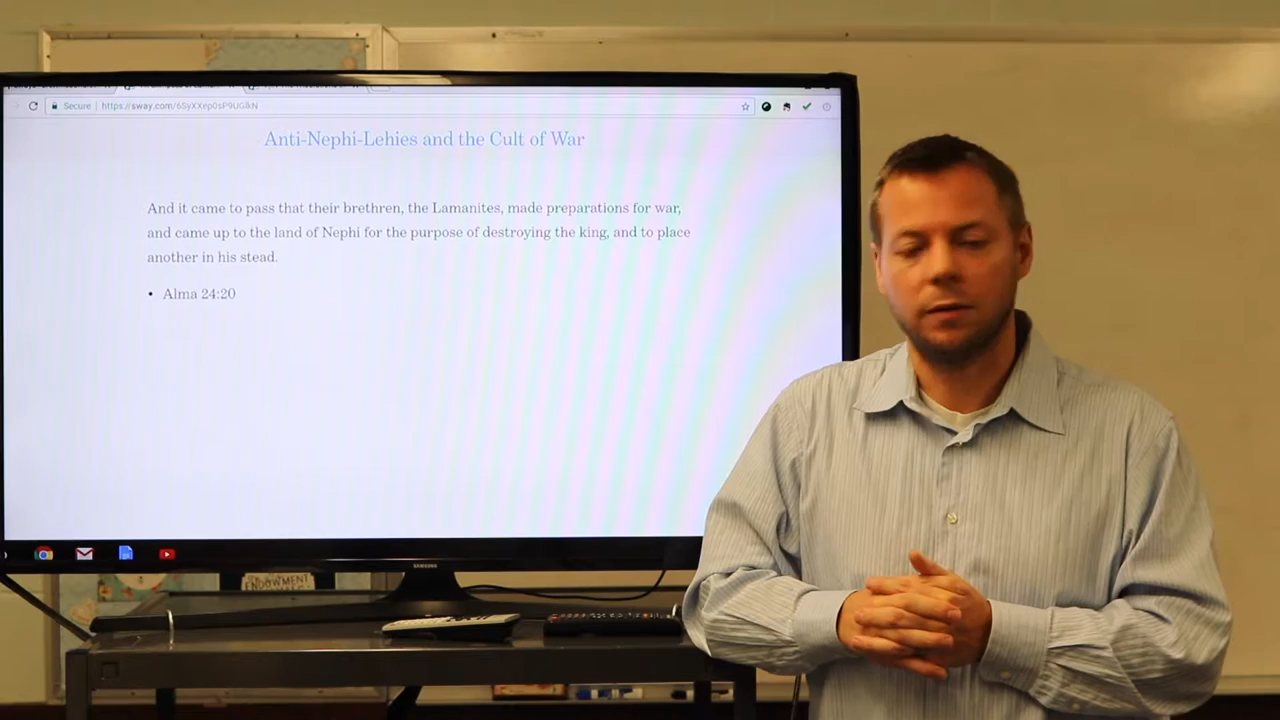 Secure | https://sway.com/6SyXXep0sP9UGlkN
Anti-Nephi-Lehies and the Cult of War
And it came to pass that their brethren, the Lamanites, made preparations for war,
and came up to the land of Nephi for the purpose of destroying the king, and to place
another in his stead.
• Alma 24:20
SAMSUNG
ENDOWMENT